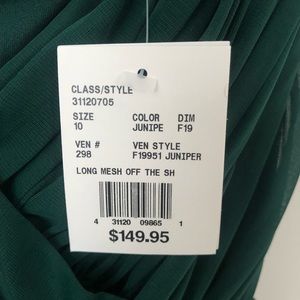 CLASS/STYLE
31120705
SIZE COLOR DIM
10 JUNIPE F19
VEN # VEN STYLE
298 F19951 JUNIPER
LONG MESH OFF THE SH
4 31120 09865 1
$149.95